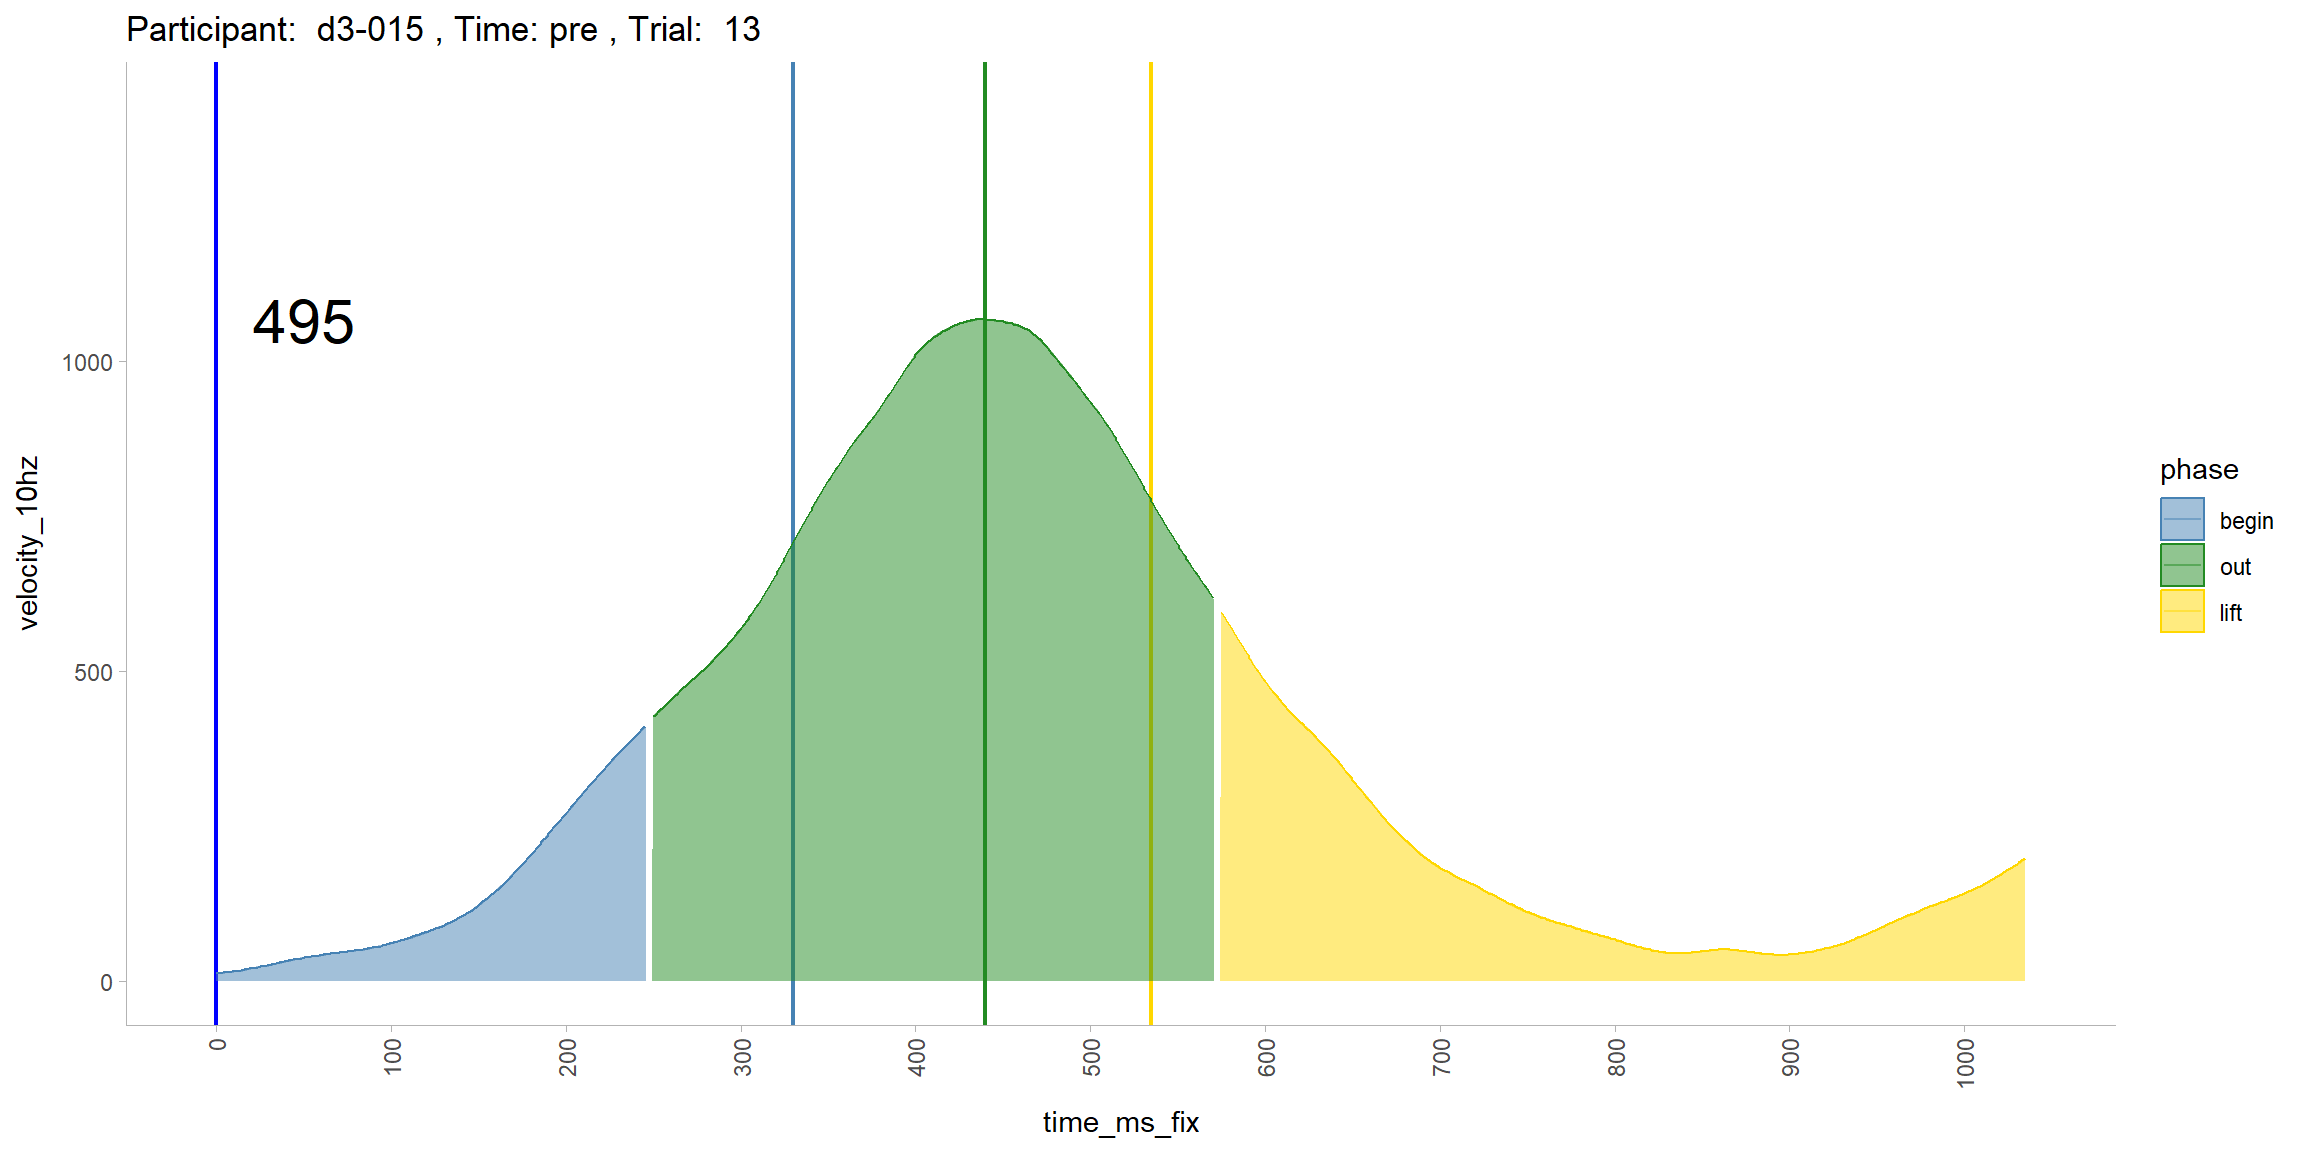 Participant:  d3-015 , Time: pre , Trial:  13
495
1000
500
0
velocity_10hz
0
100
200
300
400
500
600
700
800
900
1000
time_ms_fix
phase
begin
out
lift